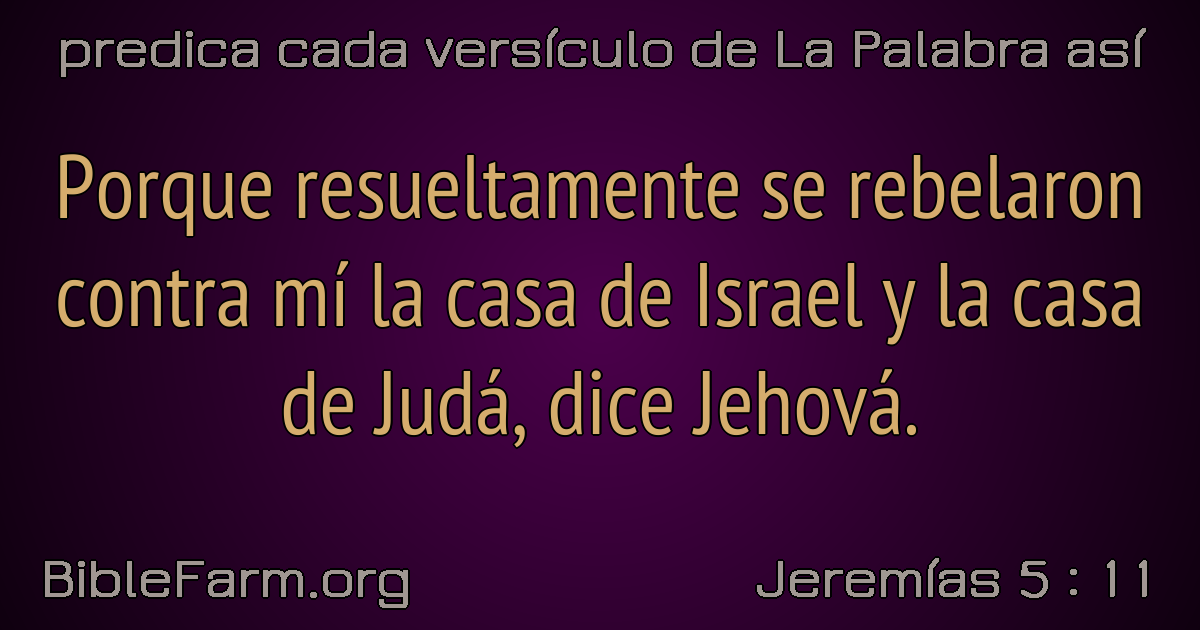 predica cada versículo de La Palabra así
Porque resueltamente se rebelaron
contra mí la casa de Israel y la casa
de Judá, dice Jehová.
BibleFarm.org
Jeremías 5 : 11